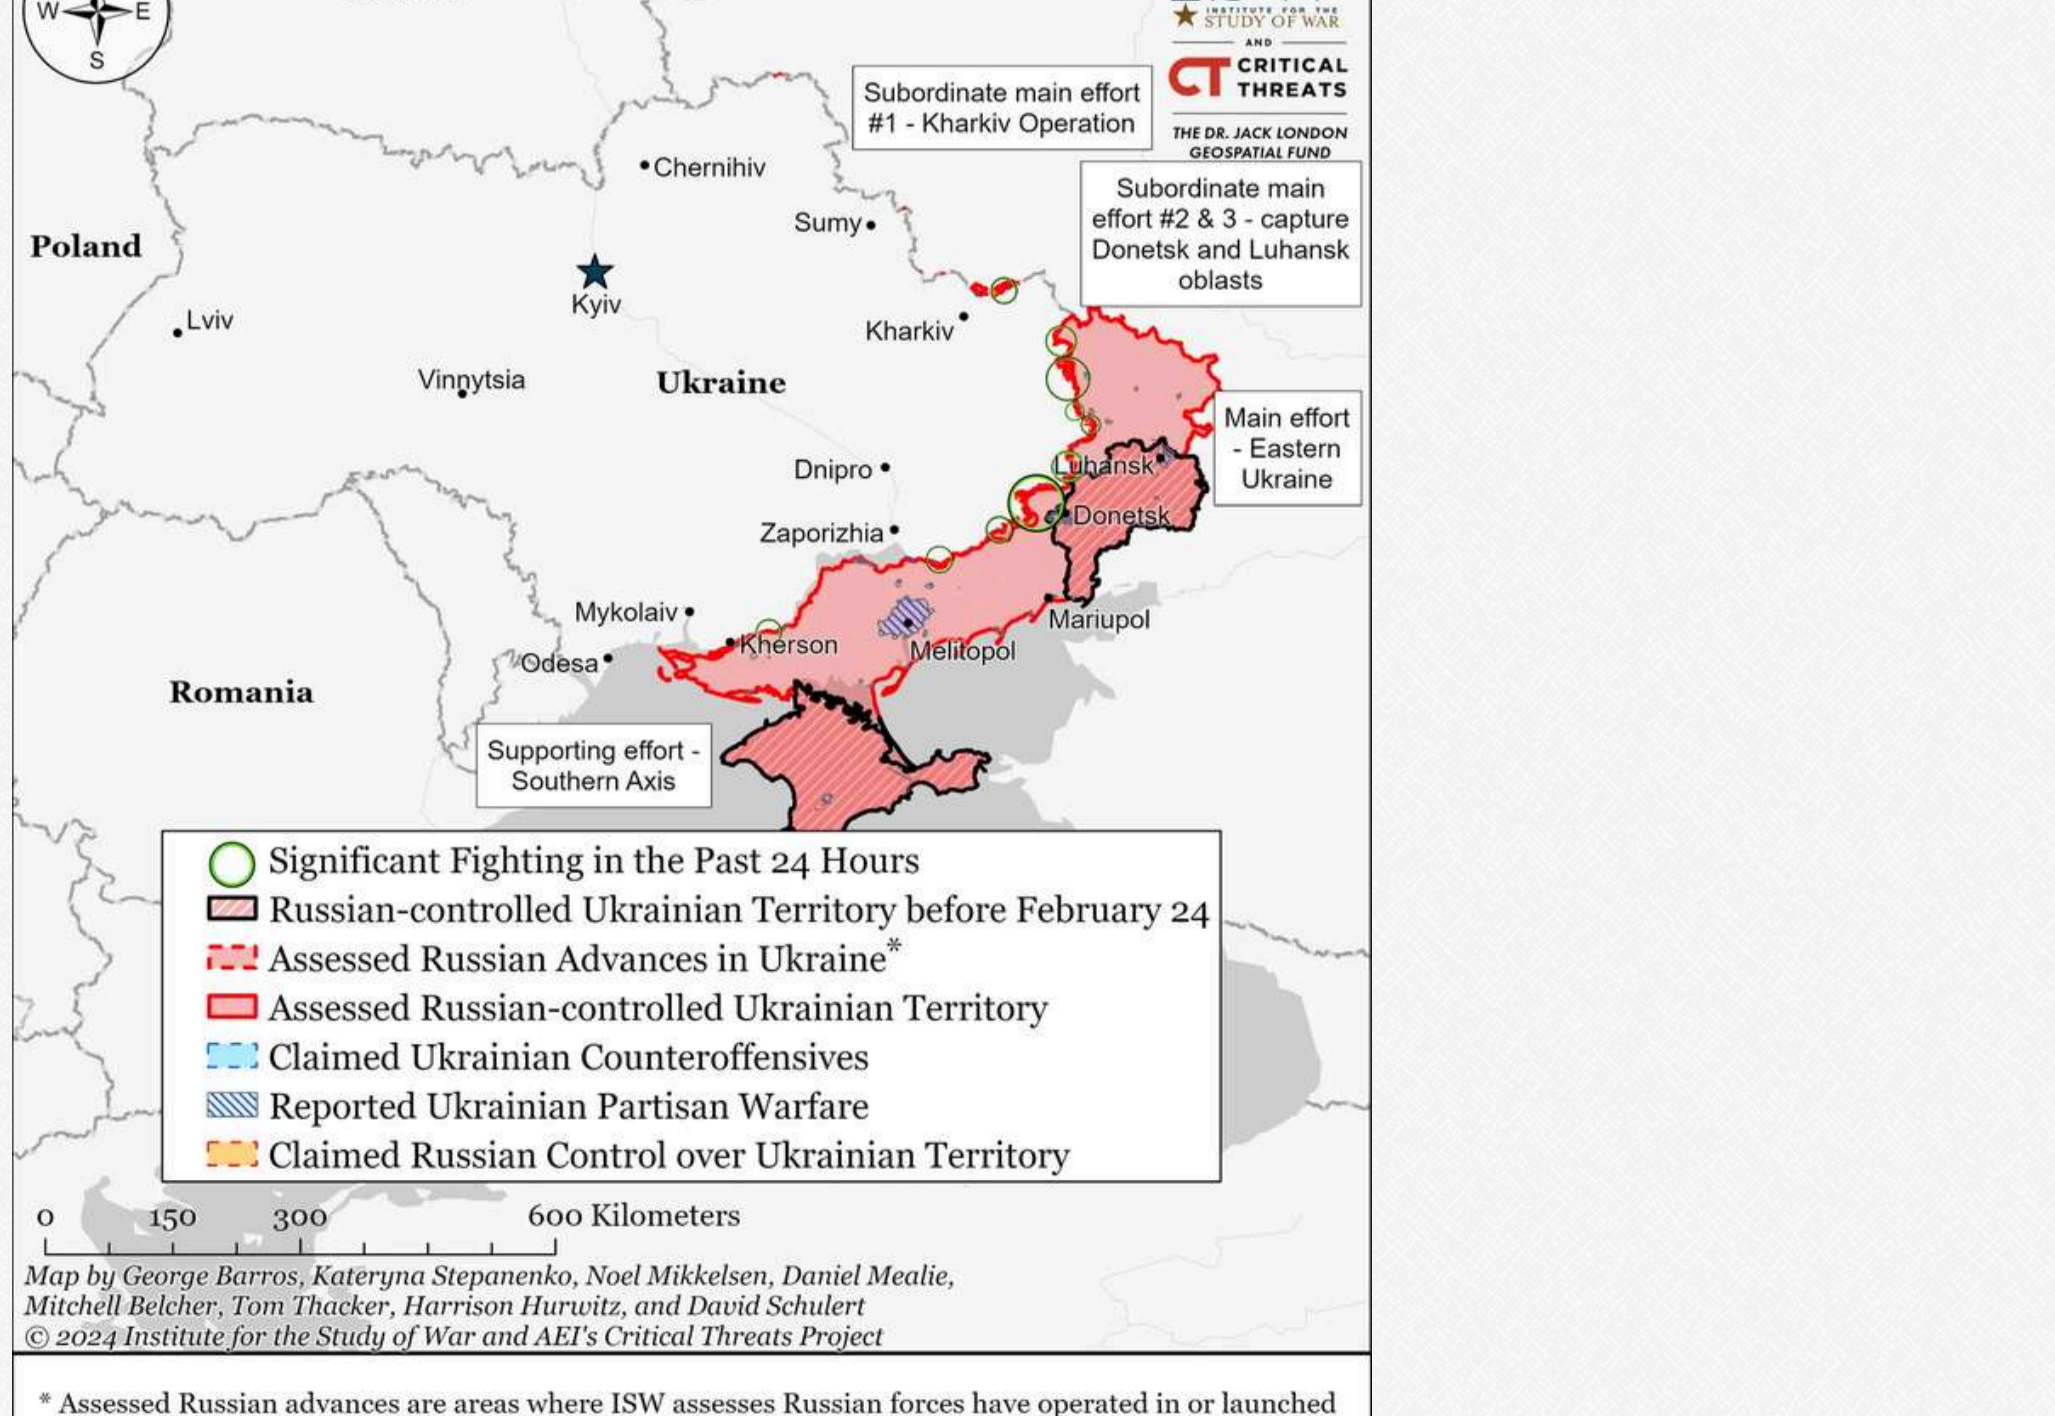 W E
S
INSTITUTE FOR THE
STUDY OF WAR
AND
CT CRITICAL
THREATS
THE DR. JACK LONDON
GEOSPATIAL FUND
Subordinate main effort
#1 - Kharkiv Operation
Subordinate main
effort #2 & 3 - capture
Donetsk and Luhansk
oblasts
Chernihiv
Sumy
Poland
Kyiv
Lviv
Kharkiv
Vinnytsia
Ukraine
Main effort
- Eastern
Ukraine
Dnipro
Luhansk
Donetsk
Zaporizhia
Mykolaiv
Mariupol
Kherson
Melitopol
Odesa
Romania
Supporting effort -
Southern Axis
Significant Fighting in the Past 24 Hours
Russian-controlled Ukrainian Territory before February 24
Assessed Russian Advances in Ukraine*
Assessed Russian-controlled Ukrainian Territory
Claimed Ukrainian Counteroffensives
Reported Ukrainian Partisan Warfare
Claimed Russian Control over Ukrainian Territory
0 150 300 600 Kilometers
Map by George Barros, Kateryna Stepanenko, Noel Mikkelsen, Daniel Mealie,
Mitchell Belcher, Tom Thacker, Harrison Hurwitz, and David Schulert
© 2024 Institute for the Study of War and AEI's Critical Threats Project
* Assessed Russian advances are areas where ISW assesses Russian forces have operated in or launched